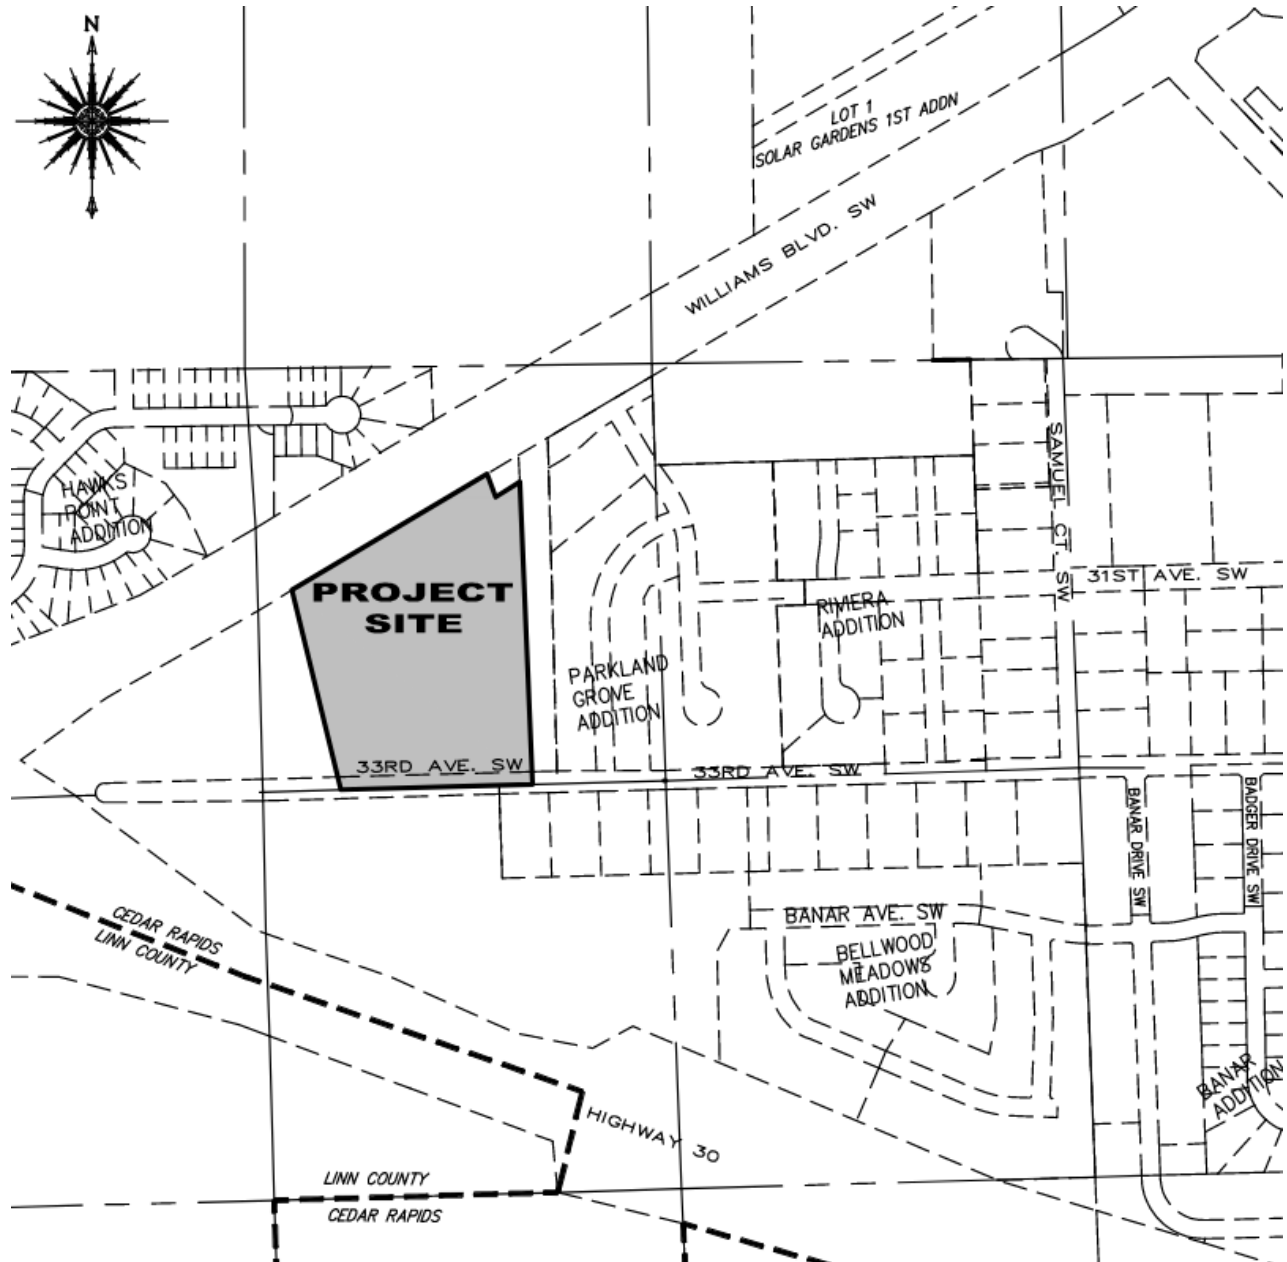 N
LOT 1
SOLAR GARDENS 1ST ADDN
WILLIAMS BLVD. SW
HAWKS
POINT
ADDITION
SAMUEL CT. SW
PROJECT
SITE
31ST AVE. SW
RIVIERA
ADDITION
PARKLAND
GROVE
ADDITION
33RD AVE. SW
33RD AVE. SW
BANAR DRIVE SW
BADGER DRIVE SW
CEDAR RAPIDS
LINN COUNTY
BANAR AVE. SW
BELLWOOD
MEADOWS
ADDITION
BANAR
ADDITION
HIGHWAY 30
LINN COUNTY
CEDAR RAPIDS